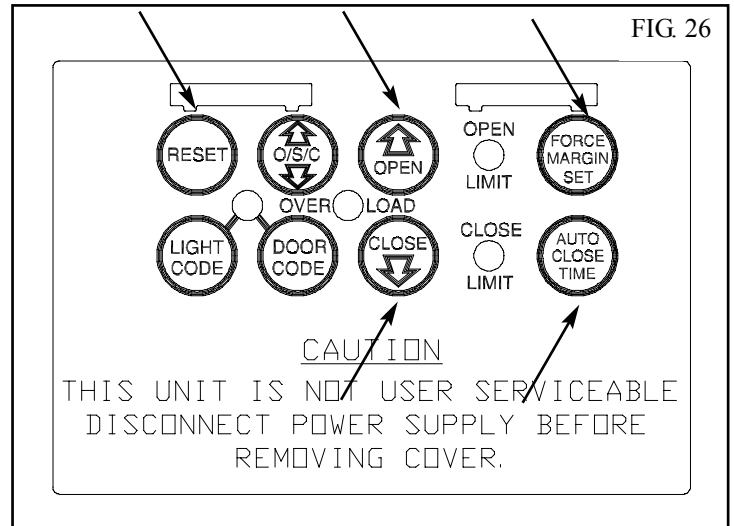 FIG. 26
RESET
O/S/C
OPEN
OPEN
LIMIT
FORCE
MARGIN
SET
OVER LOAD
LIGHT
CODE
DOOR
CODE
CLOSE
CLOSE
LIMIT
AUTO
CLOSE
TIME
CAUTION
THIS UNIT IS NOT USER SERVICEABLE
DISCONNECT POWER SUPPLY BEFORE
REMOVING COVER.